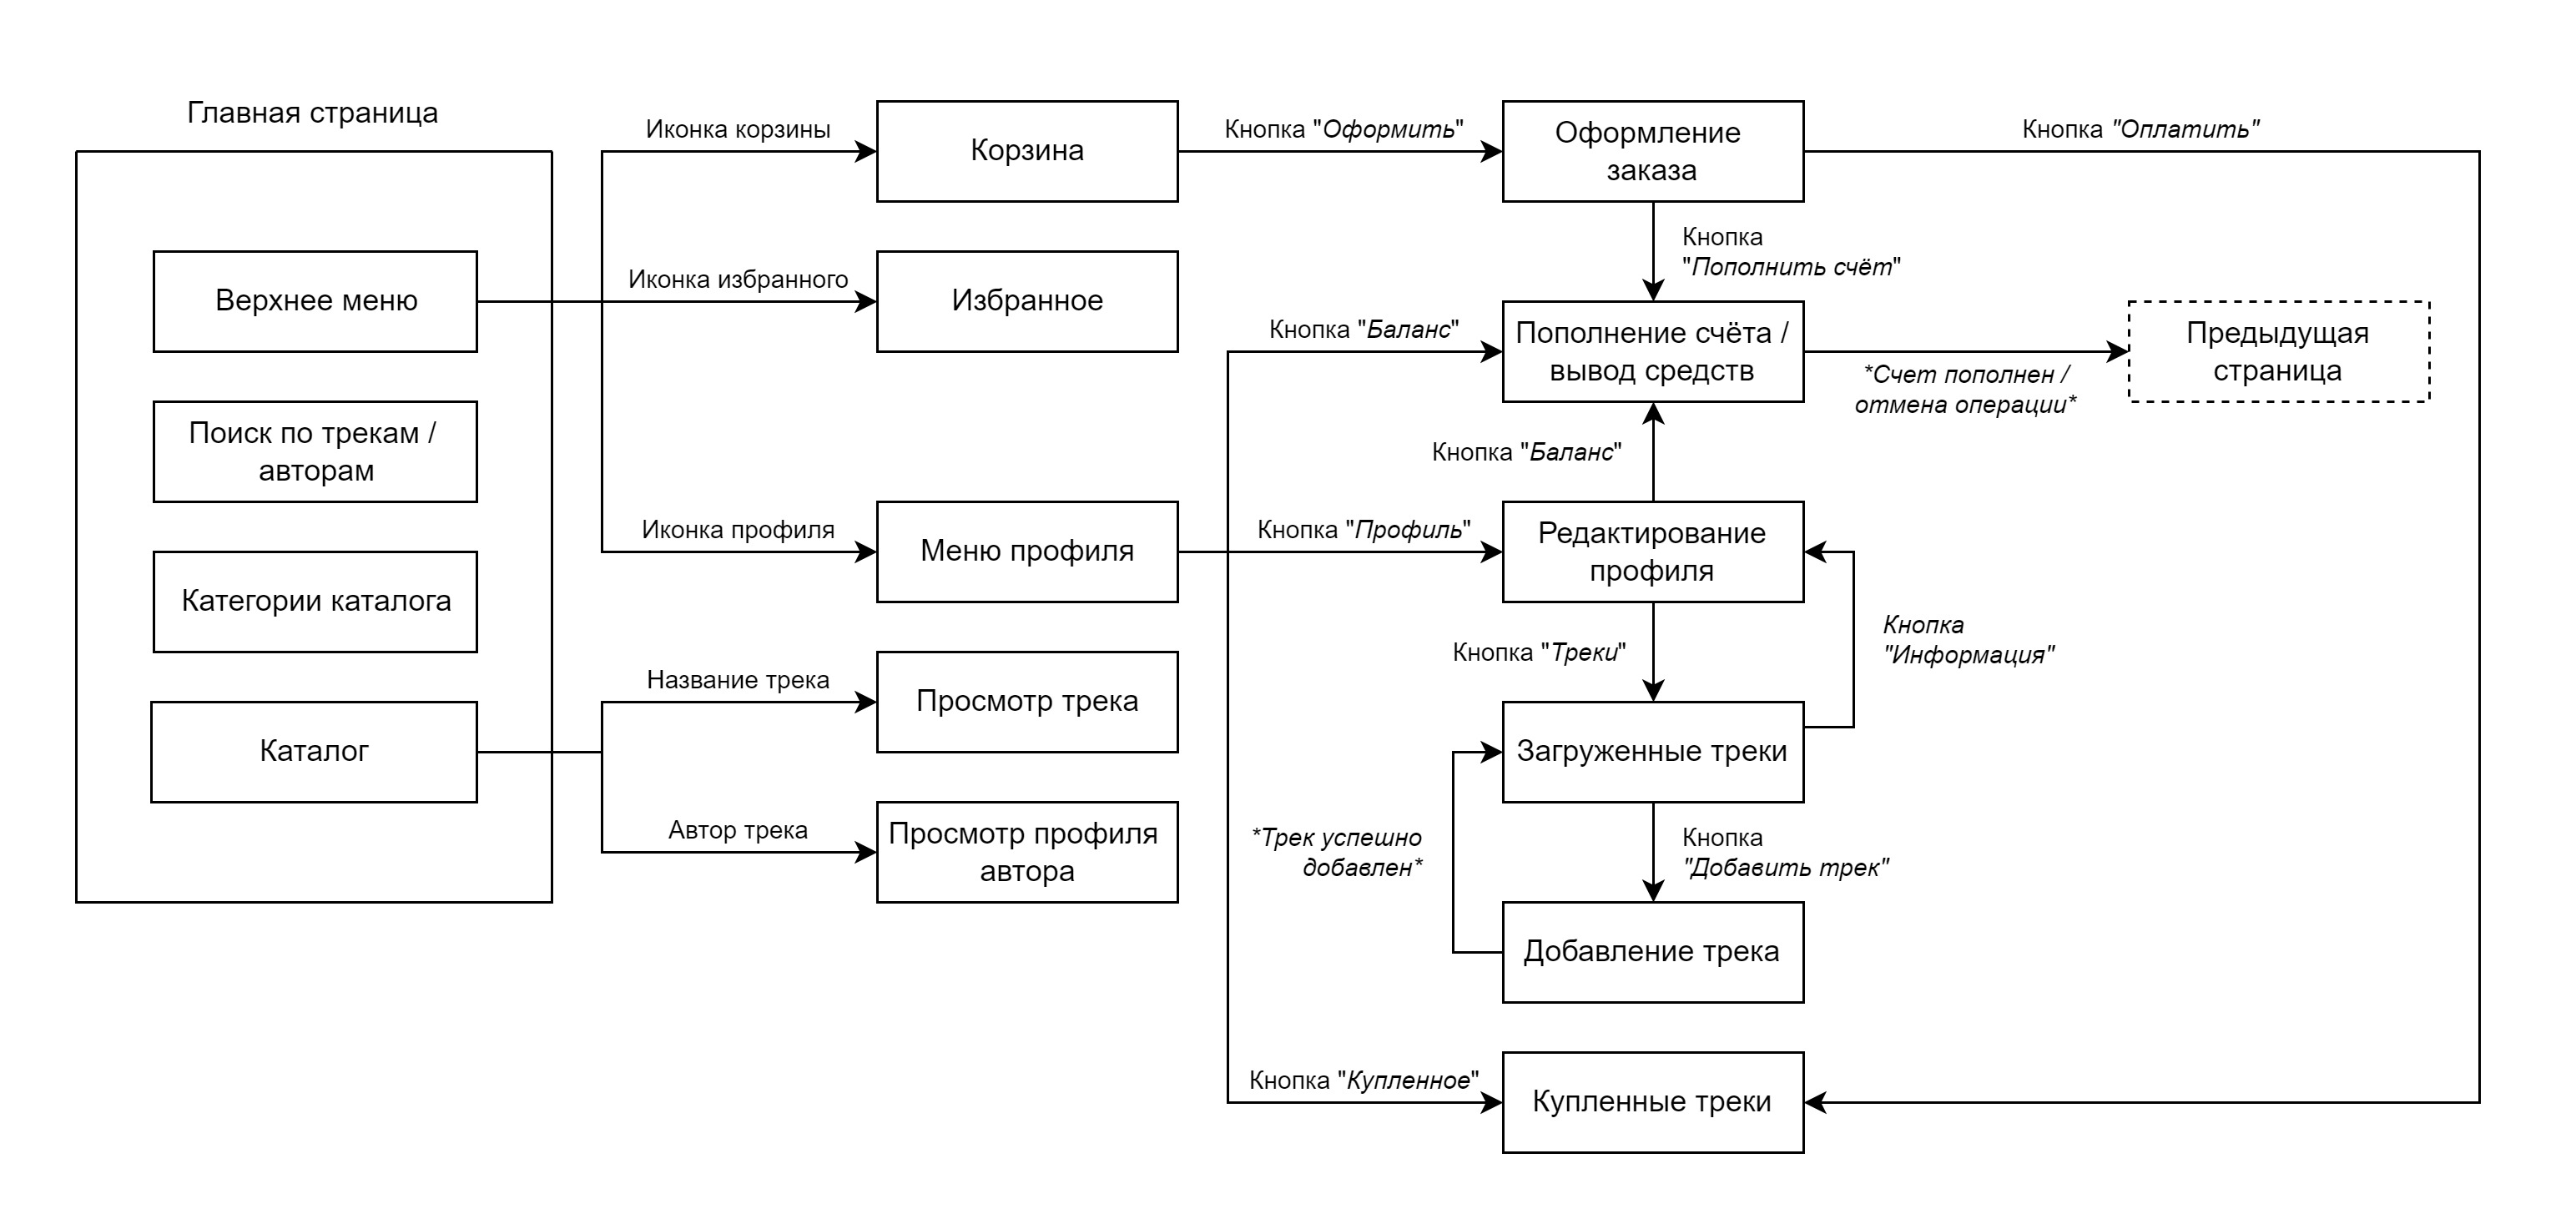 Главная страница
Верхнее меню
Поиск по трекам /
авторам
Категории каталога
Каталог
Иконка корзины
Иконка избранного
Иконка профиля
Название трека
Автор трека
Корзина
Избранное
Меню профиля
Просмотр трека
Просмотр профиля
автора
Кнопка "Оформить"
Кнопка "Баланс"
Кнопка "Профиль"
Кнопка "Купленное"
Оформление
заказа
Кнопка
"Пополнить счёт"
Пополнение счёта /
вывод средств
Кнопка "Баланс"
Редактирование
профиля
Кнопка "Треки"
Загруженные треки
*Трек успешно
добавлен*
Кнопка
"Добавить трек"
Добавление трека
Купленные треки
Кнопка "Оплатить"
*Счет пополнен /
отмена операции*
Предыдущая
страница
Кнопка
"Информация"